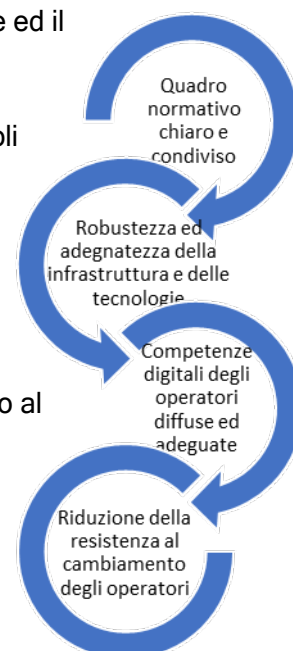 e ed il
Quadro
normativo
chiaro e
condiviso
oli
Robustezza ed
adegnatezza della
infrastruttura e delle
tecnologie
Competenze
digitali degli
operatori
diffuse ed
adeguate
o al
Riduzione della
resistenza al
cambiamento
degli operatori